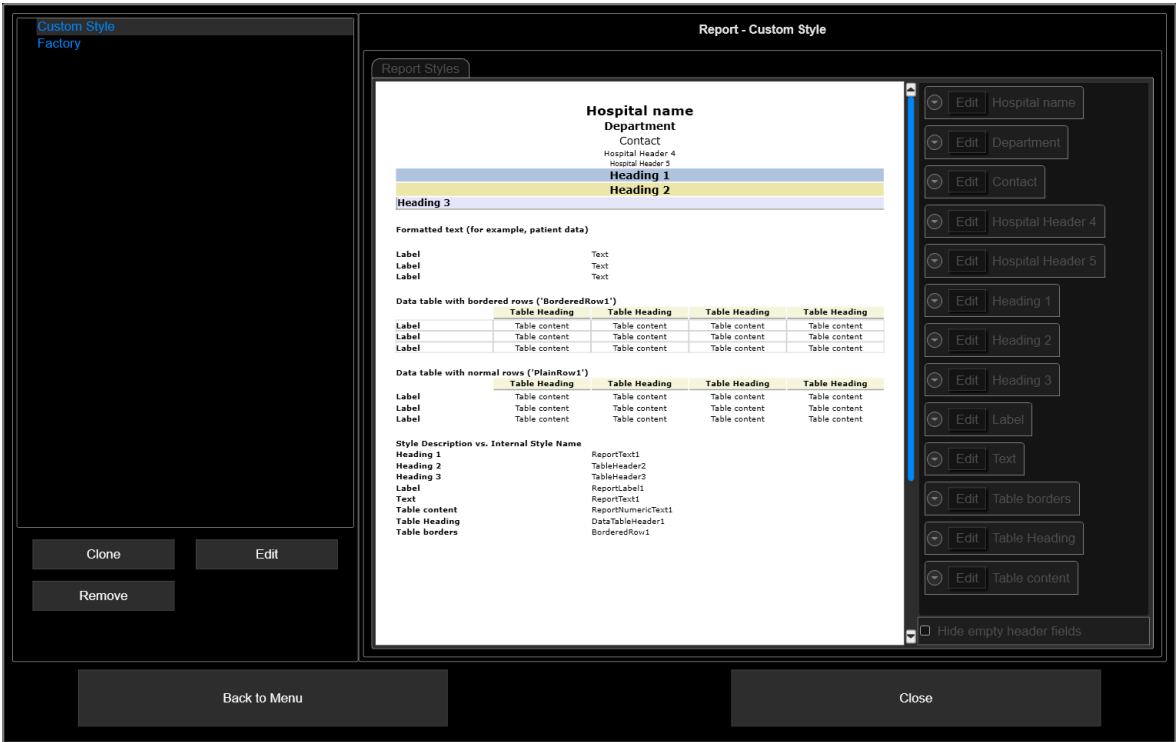 Custom Style
Factory
Clone
Edit
Remove
Report - Custom Style
Report Styles
Hospital name
Department
Contact
Hospital Header 4
Hospital Header 5
Heading 1
Heading 2
Heading 3
Formatted text (for example, patient data)
Label Text
Label Text
Label Text
Data table with bordered rows ('BorderedRow1')
Table Heading Table Heading Table Heading Table Heading
Label Table content Table content Table content Table content
Label Table content Table content Table content Table content
Label Table content Table content Table content Table content
Data table with normal rows ('PlainRow1')
Table Heading Table Heading Table Heading Table Heading
Label Table content Table content Table content Table content
Label Table content Table content Table content Table content
Label Table content Table content Table content Table content
Style Description vs. Internal Style Name
Heading 1 ReportText1
Heading 2 TableHeader2
Heading 3 TableHeader3
Label ReportLabel1
Text ReportText1
Table content ReportNumericText1
Table Heading DataTableHeader1
Table borders BorderedRow1
Edit Hospital name
Edit Department
Edit Contact
Edit Hospital Header 4
Edit Hospital Header 5
Edit Heading 1
Edit Heading 2
Edit Heading 3
Edit Label
Edit Text
Edit Table borders
Edit Table Heading
Edit Table content
Hide empty header fields
Back to Menu
Close